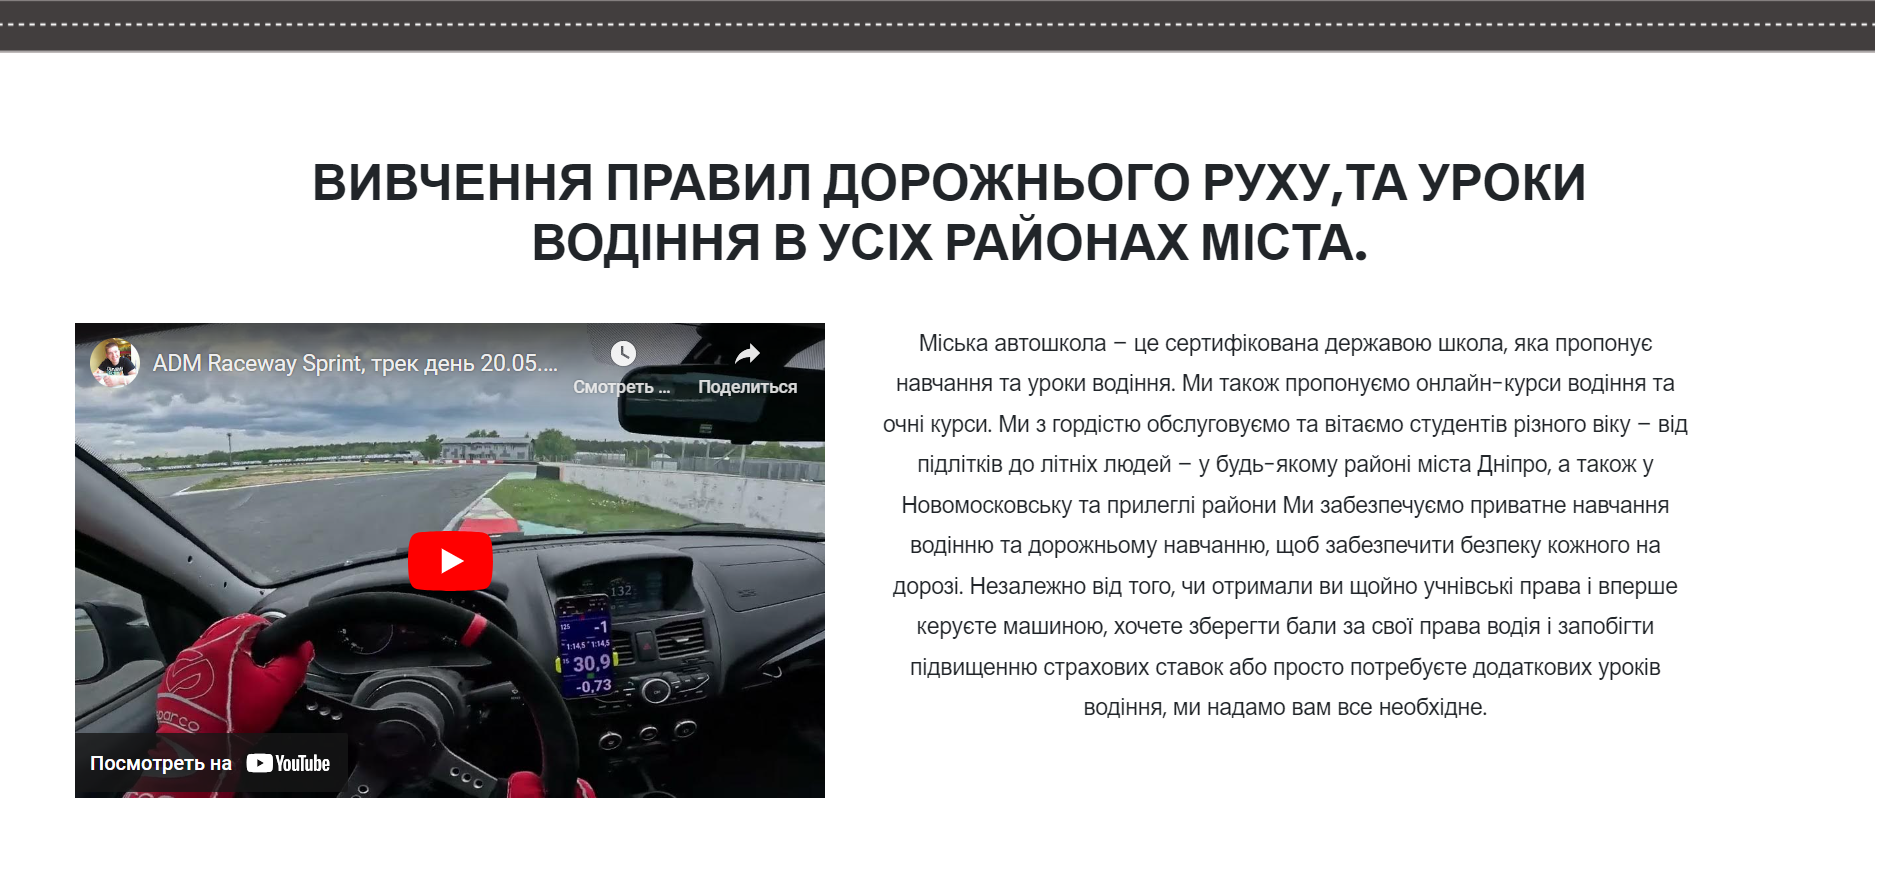 ВИВЧЕННЯ ПРАВИЛ ДОРОЖНЬОГО РУХУ,ТА УРОКИ
ВОДІННЯ В УСІХ РАЙОНАХ МІСТА.
ADM Raceway Sprint, трек день 20.05....
Смотреть ...
Поделиться
132
125
-1
1:14,5
1:14,5
15
30,9
-0,73
sparco
Посмотреть на YouTube
Міська автошкола – це сертифікована державою школа, яка пропонує
навчання та уроки водіння. Ми також пропонуємо онлайн-курси водіння та
очні курси. Ми з гордістю обслуговуємо та вітаємо студентів різного віку – від
підлітків до літніх людей – у будь-якому районі міста Дніпро, а також у
Новомосковську та прилеглі райони Ми забезпечуємо приватне навчання
водінню та дорожньому навчанню, щоб забезпечити безпеку кожного на
дорозі. Незалежно від того, чи отримали ви щойно учнівські права і вперше
керуєте машиною, хочете зберегти бали за свої права водія і запобігти
підвищенню страхових ставок або просто потребуєте додаткових уроків
водіння, ми надамо вам все необхідне.